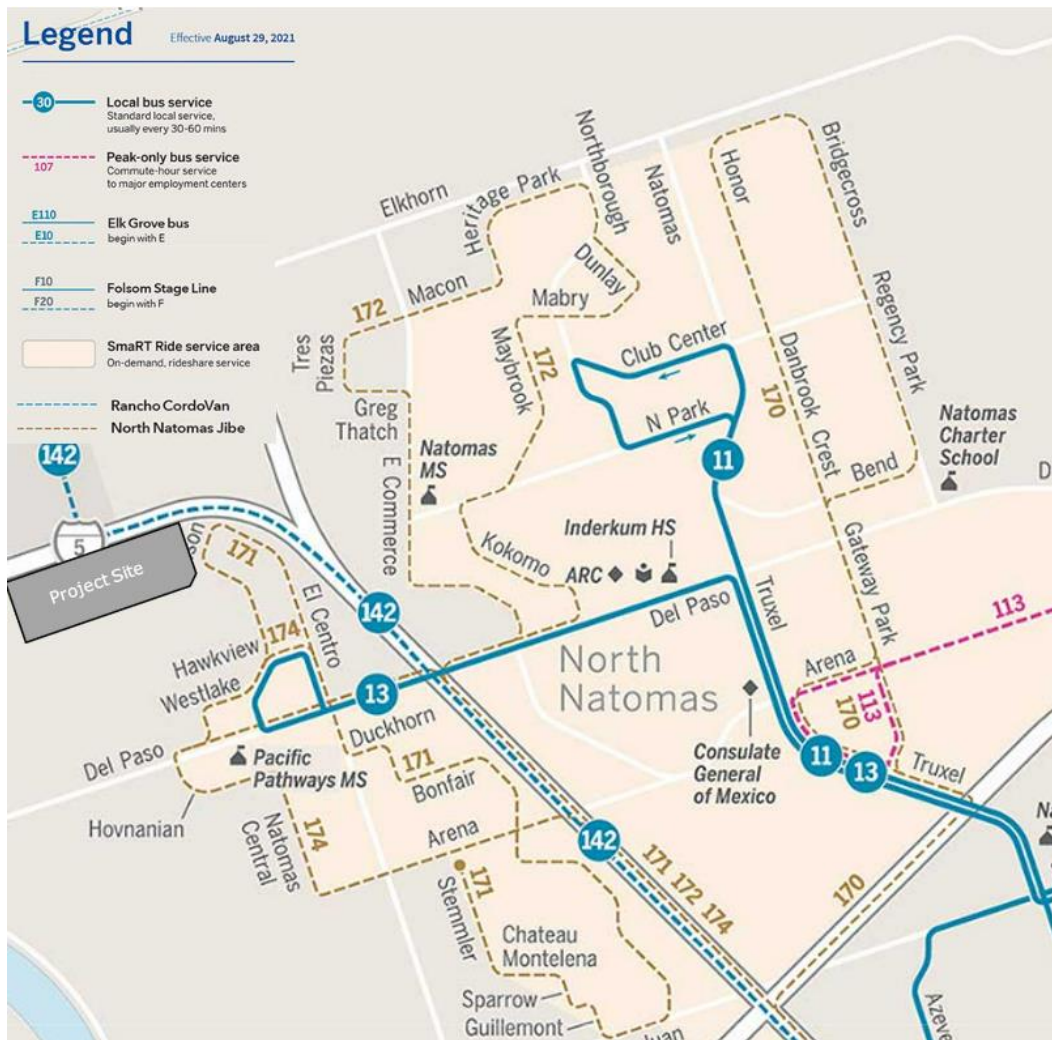 Legend
Effective August 29, 2021
30
Local bus service
Standard local service,
usually every 30-60 mins
107
Peak-only bus service
Commute-hour service
to major employment centers
E110
E10
Elk Grove bus
begin with E
F10
F20
Folsom Stage Line
begin with F
SmaRT Ride service area
On-demand, rideshare service
Rancho CordoVan
North Natomas Jibe
142
5
Project Site
Elkhorn
Heritage Park
Northborough
Natomas
Honor
Bridgecross
Macon
172
Tres
Piezas
Dunlay
Mabry
Maybrook
172
Club Center
N Park
170
Danbrook
Crest
Regency Park
Greg
Thatch
E Commerce
Natomas
MS
11
Bend
Natomas
Charter
School
Kokomo
Inderkum HS
ARC
Del Paso
Truxel
Gateway Park
171
El Centro
142
113
Hawkview
174
Westlake
13
North
Natomas
Arena
170
113
Duckhorn
Del Paso
Pacific
Pathways MS
171
Bonfair
Consulate
General
of Mexico
11
13
Truxel
Hovnanian
Natomas
Central
174
Arena
142
171
172
174
170
171
Stemmler
Chateau
Montelena
Sparrow
Guillemont